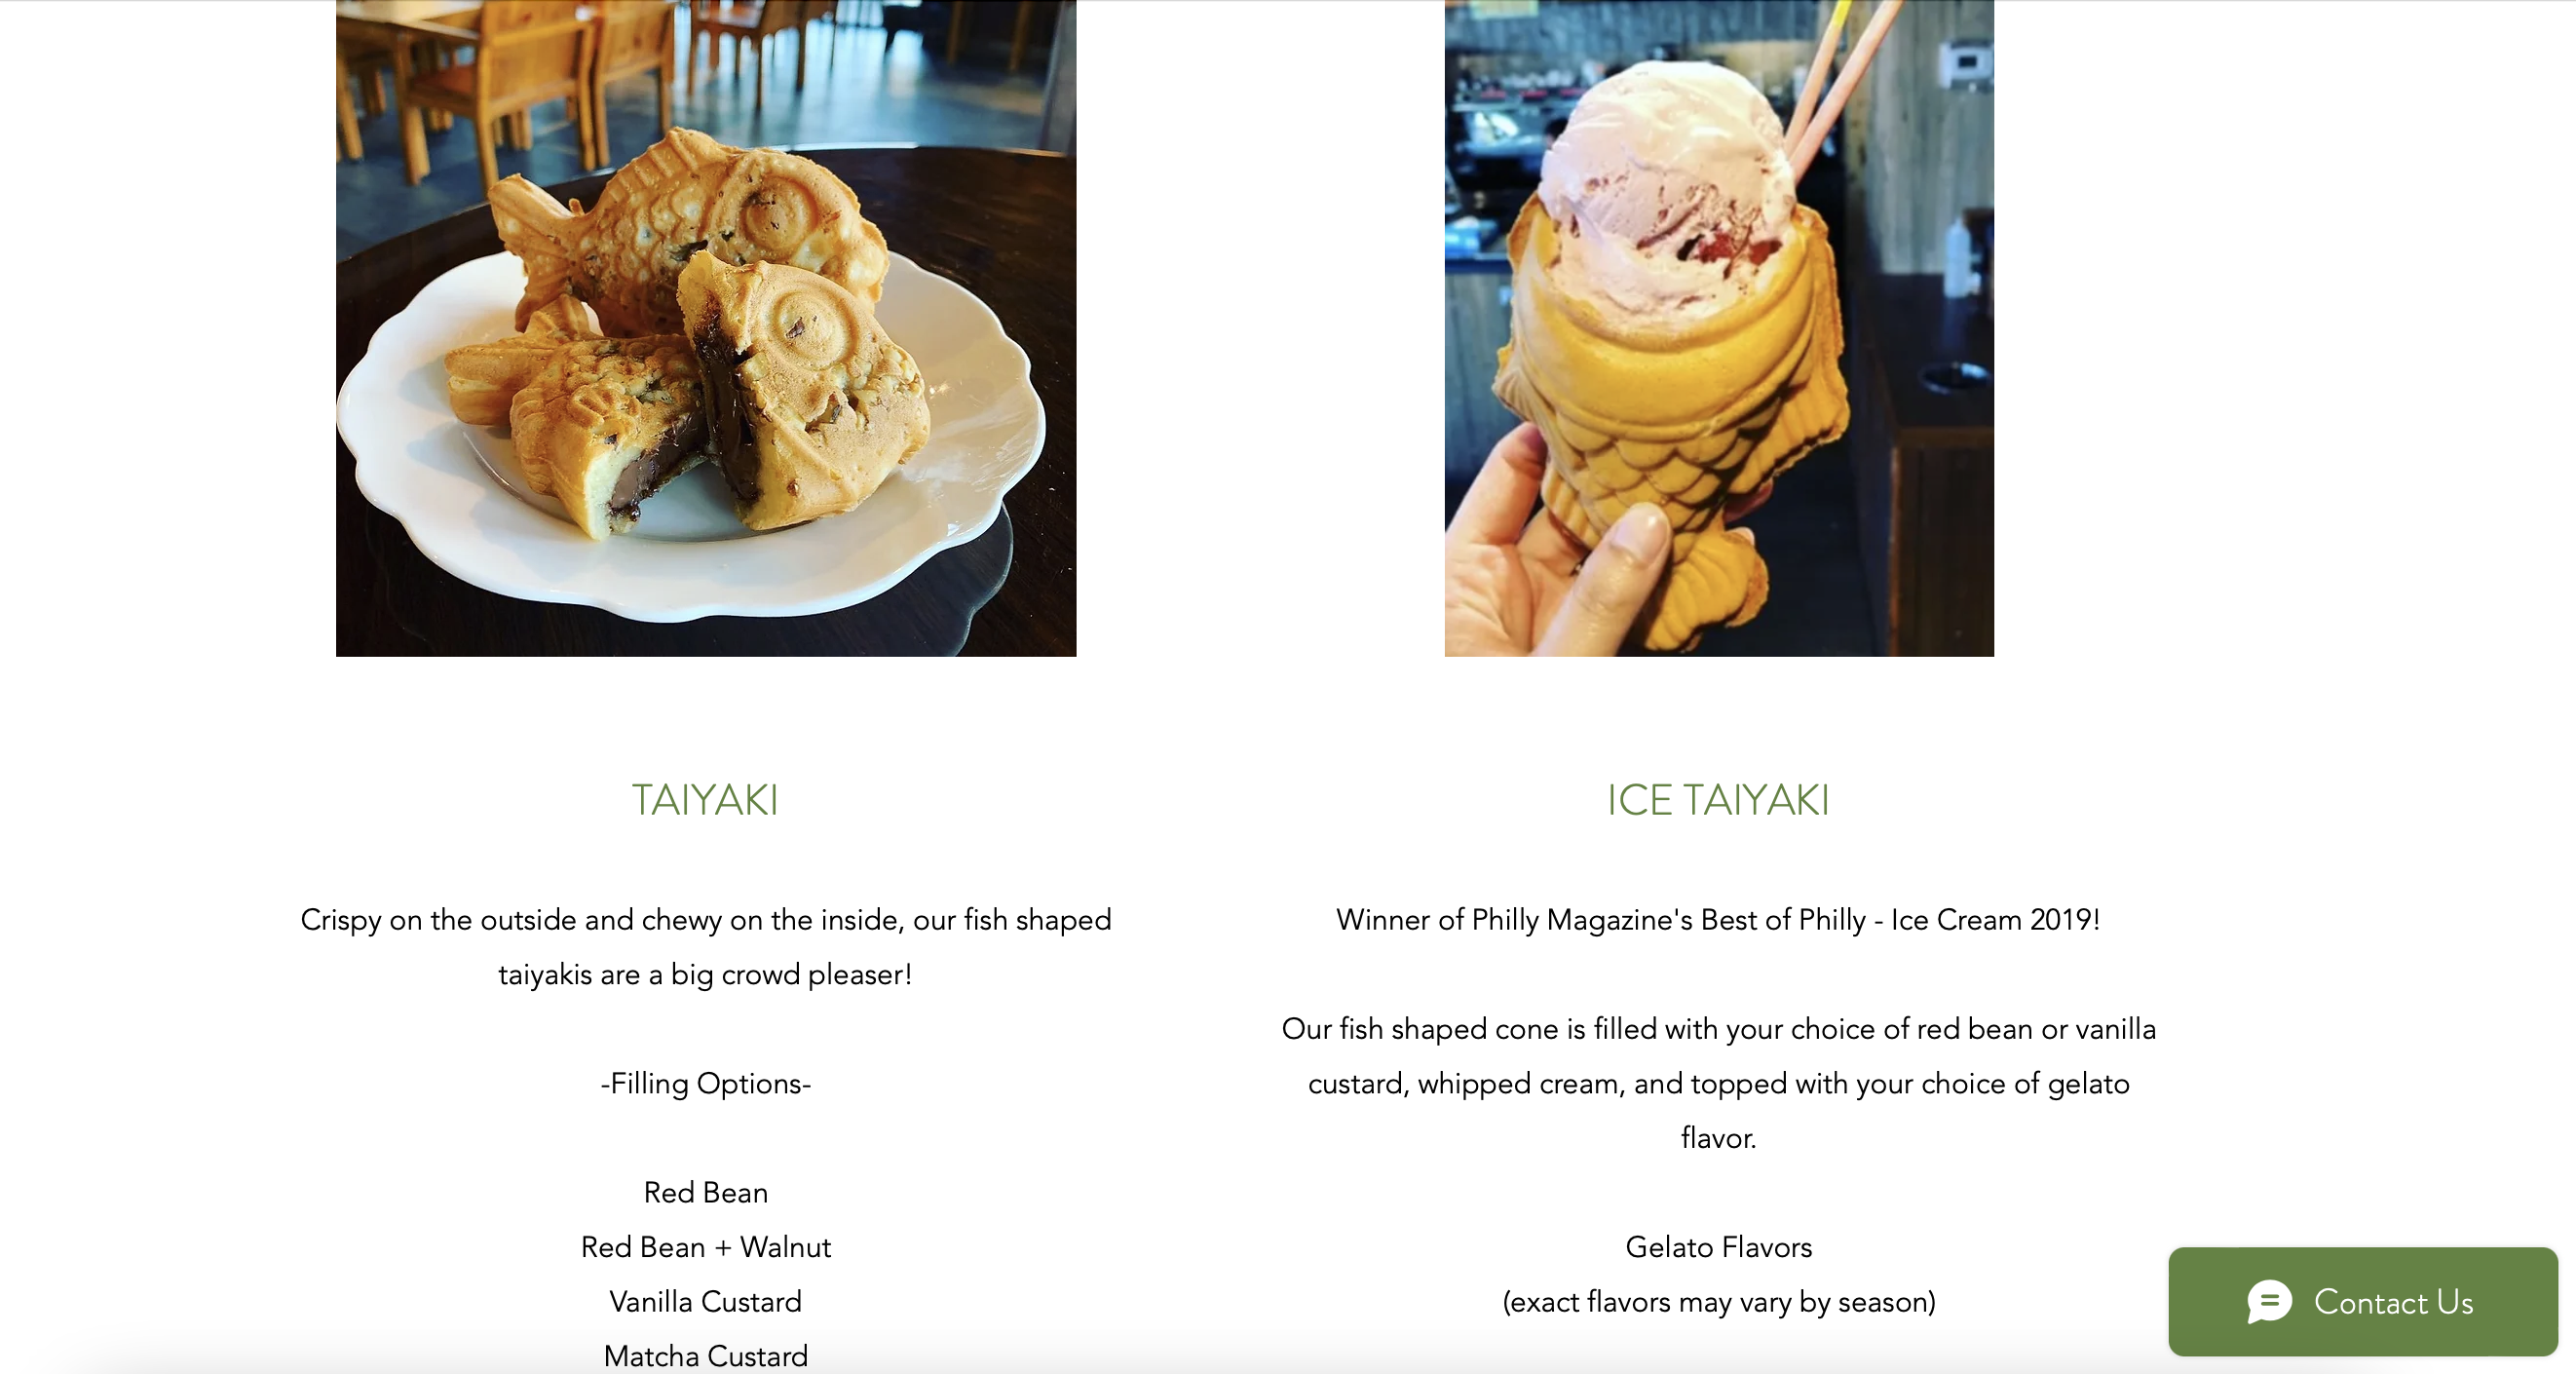 TAIYAKI
Crispy on the outside and chewy on the inside, our fish shaped
taiyakis are a big crowd pleaser!
-Filling Options-
Red Bean
Red Bean + Walnut
Vanilla Custard
Matcha Custard
ICE TAIYAKI
Winner of Philly Magazine's Best of Philly - Ice Cream 2019!
Our fish shaped cone is filled with your choice of red bean or vanilla
custard, whipped cream, and topped with your choice of gelato
flavor.
Gelato Flavors
(exact flavors may vary by season)
Contact Us